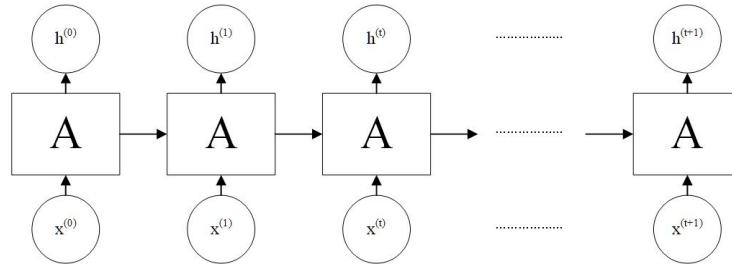 h(0) h(1) h(t) ................ h(t+1)
A A A ................ A
x(0) x(1) x(t) ................ x(t+1)